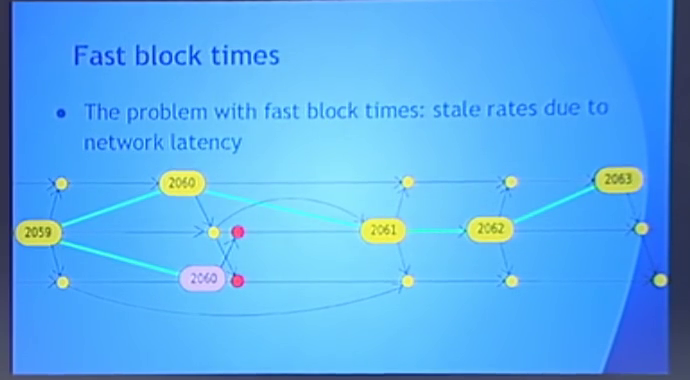 Fast block times
• The problem with fast block times: stale rates due to
network latency
2060
2063
2059
2061
2062
2060